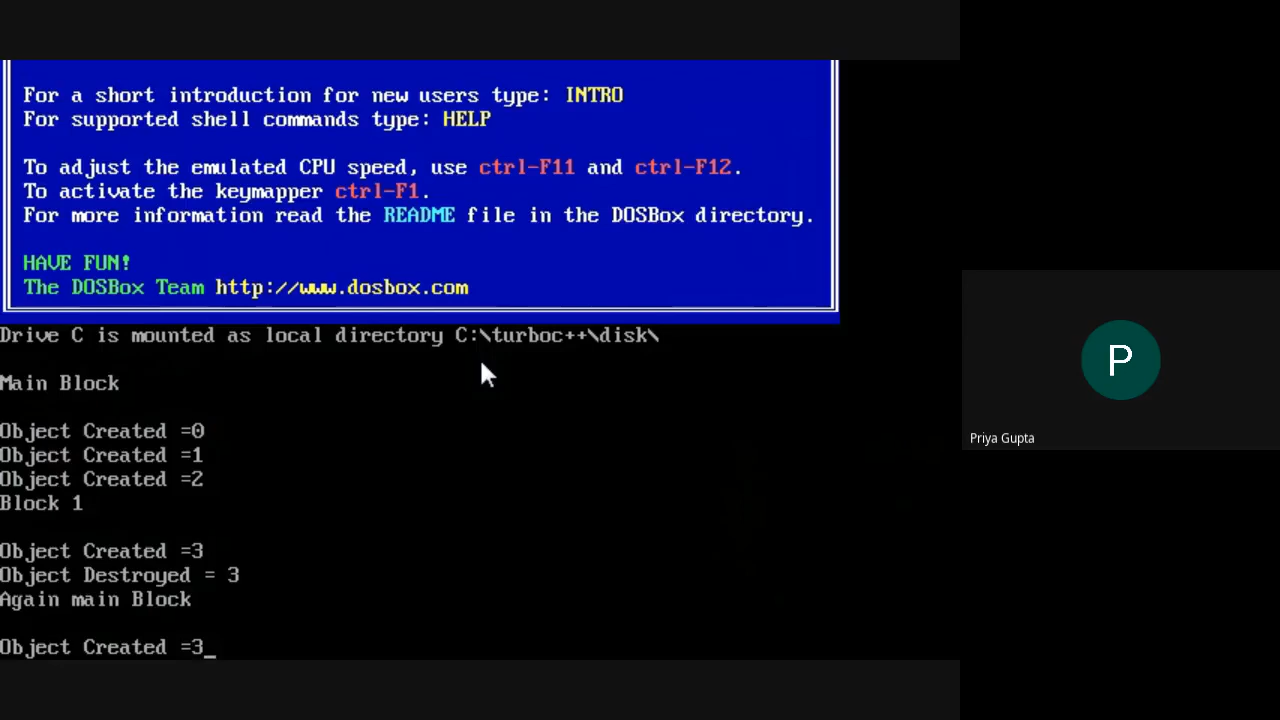 For a short introduction for new users type: INTRO
For supported shell commands type: HELP
To adjust the emulated CPU speed, use ctrl-F11 and ctrl-F12.
To activate the keymapper ctrl-F1.
For more information read the README file in the DOSBox directory.
HAVE FUN!
The DOSBox Team http://www.dosbox.com
Drive C is mounted as local directory C:\turboc++\disk\
Main Block
Object Created =0
Object Created =1
Object Created =2
Block 1
Object Created =3
Object Destroyed = 3
Again main Block
Object Created =3_
P
Priya Gupta